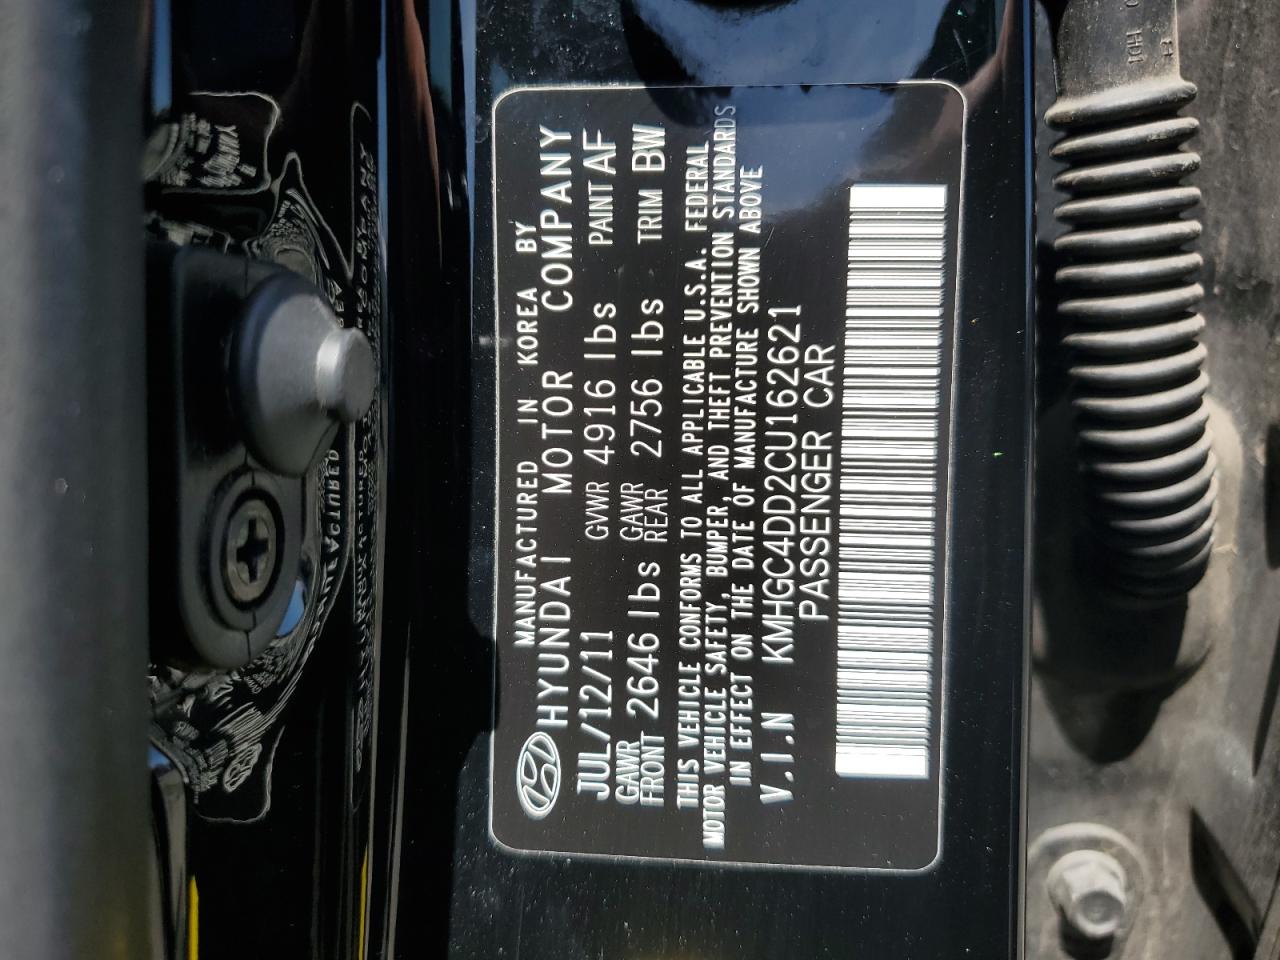 MANUFACTURED IN KOREA BY
HYUNDAI MOTOR COMPANY
JUL/12/11 GVWR 4916 lbs PAINT AF
GAWR FRONT 2646 lbs GAWR REAR 2756 lbs TRIM BW
THIS VEHICLE CONFORMS TO ALL APPLICABLE U.S.A. FEDERAL
MOTOR VEHICLE SAFETY, BUMPER, AND THEFT PREVENTION STANDARDS
IN EFFECT ON THE DATE OF MANUFACTURE SHOWN ABOVE
V.I.N KMHGC4DD2CU162621
PASSENGER CAR